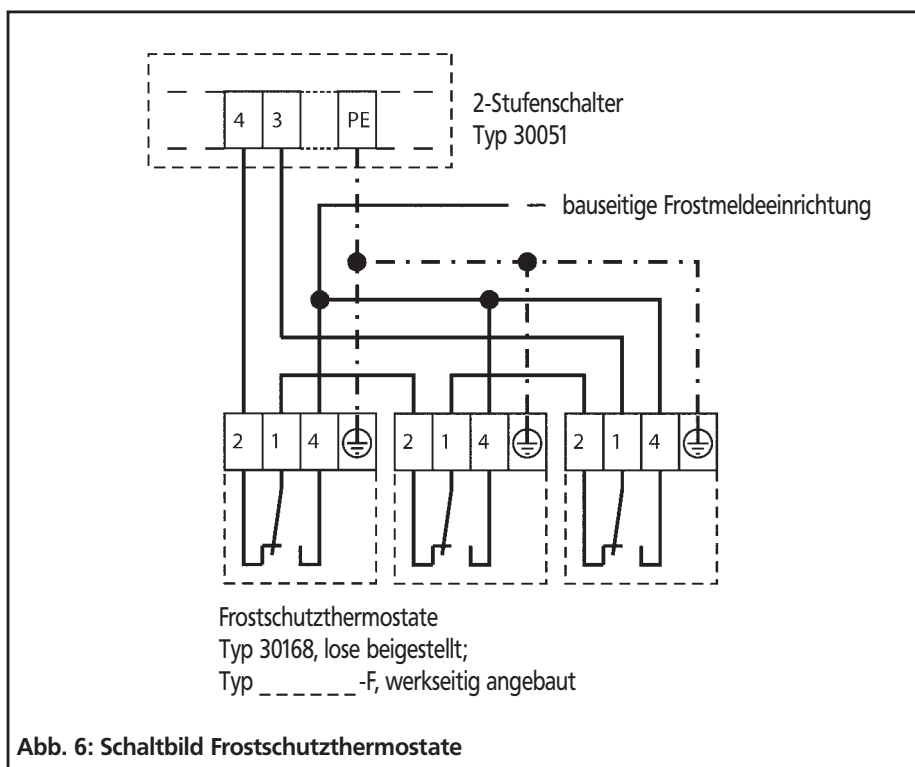 2-Stufenschalter
Typ 30051
4 3 PE
bauseitige Frostmeldeeinrichtung
2 1 4 2 1 4 2 1 4
Frostschutzthermostate
Typ 30168, lose beigestellt;
Typ _ _ _ _ _ _ _ -F, werkseitig angebaut
Abb. 6: Schaltbild Frostschutzthermostate